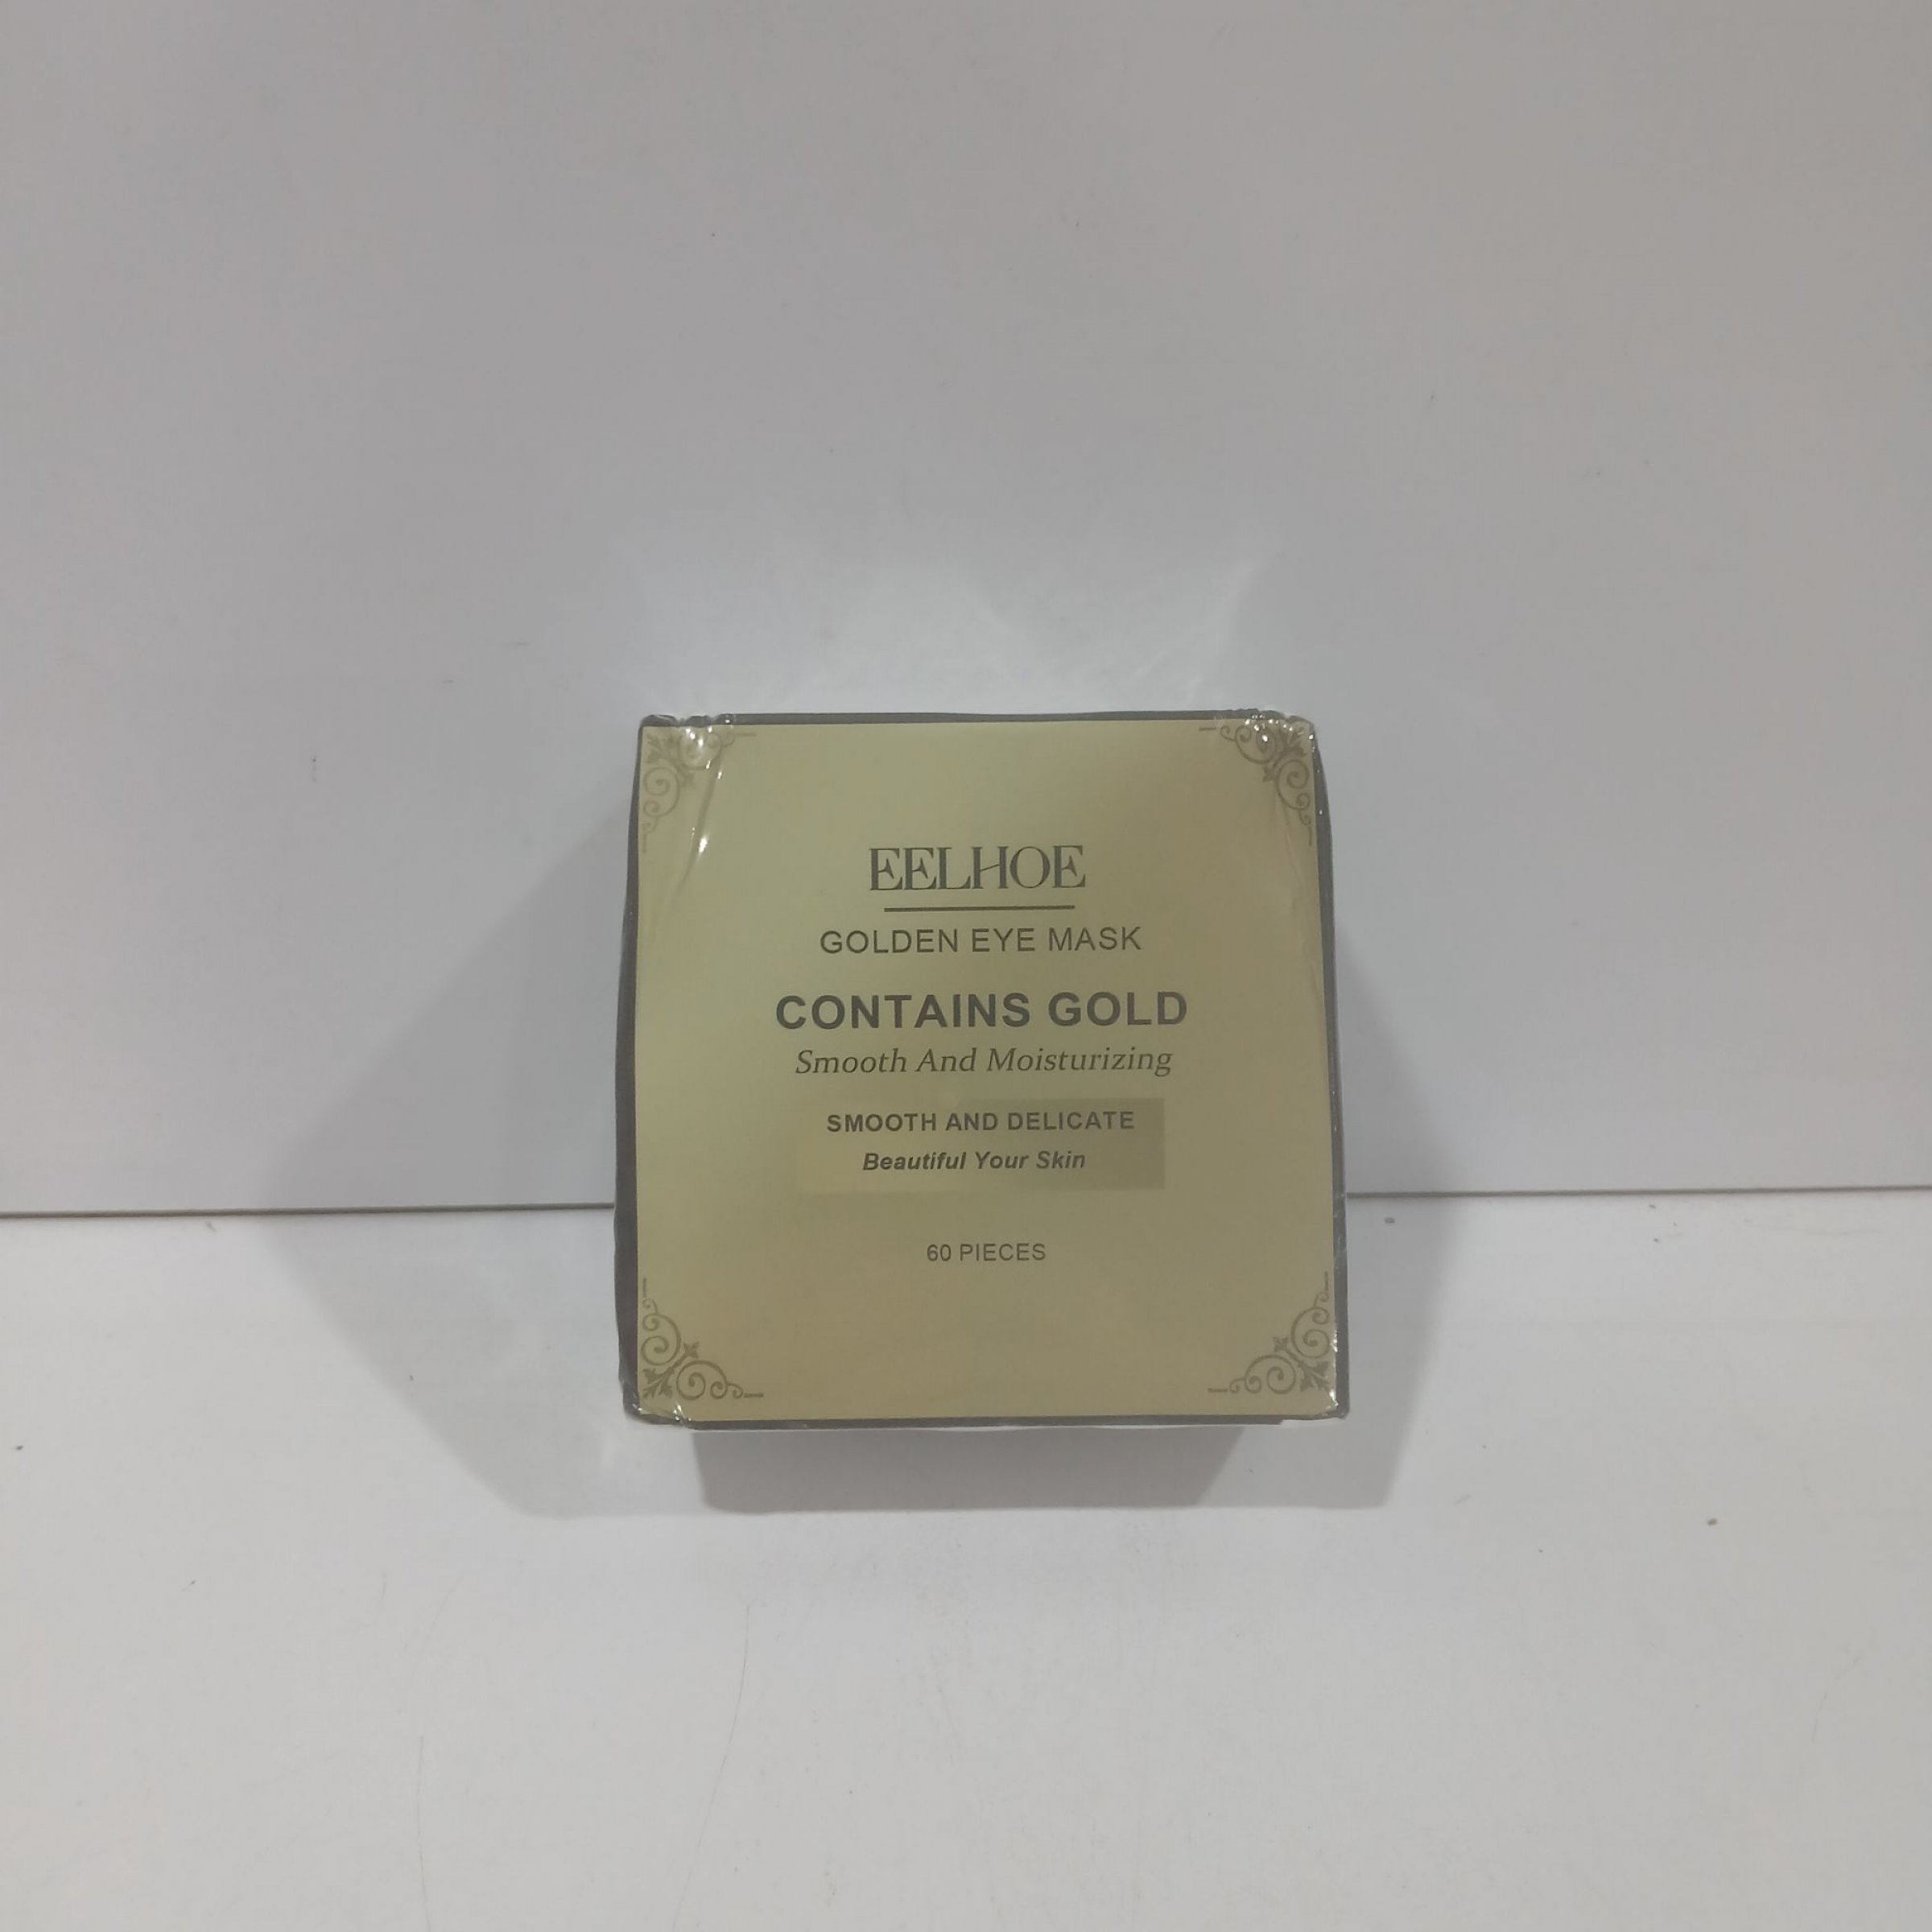 EELHOE
GOLDEN EYE MASK
CONTAINS GOLD
Smooth And Moisturizing
SMOOTH AND DELICATE
Beautiful Your Skin
60 PIECES